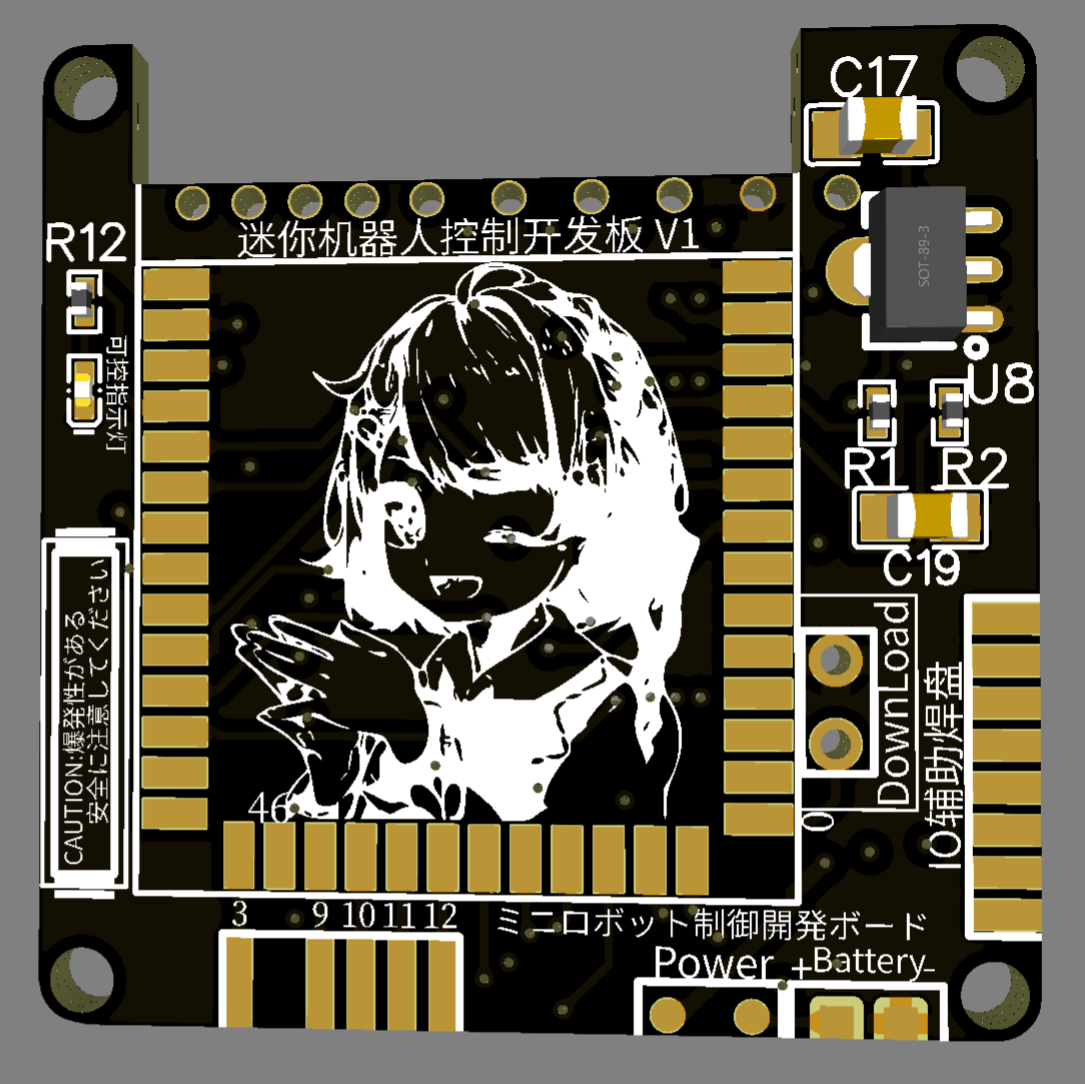 C17
迷你机器人控制开发板 V1
R12
SOT-89-3
可控指示灯
U8
R1
R2
C19
CAUTION:爆発性がある
安全に注意してください
DownLoad
IO辅助焊盘
46
0
3
9
10
11
12
ミニロボット制御開発ボード
Power
+Battery-